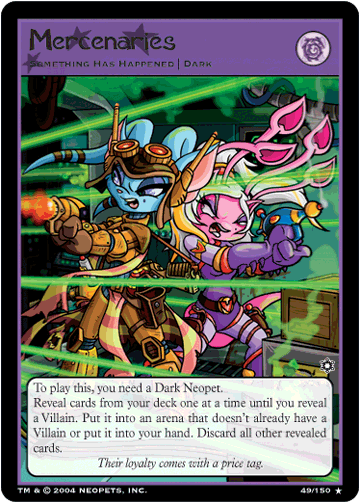 Mercenaries
Something Has Happened | Dark
To play this, you need a Dark Neopet.
Reveal cards from your deck one at a time until you reveal
a Villain. Put it into an arena that doesn't already have a
Villain or put it into your hand. Discard all other revealed
cards.
Their loyalty comes with a price tag.
TM & © 2004 NEOPETS, INC.
49/150 ★